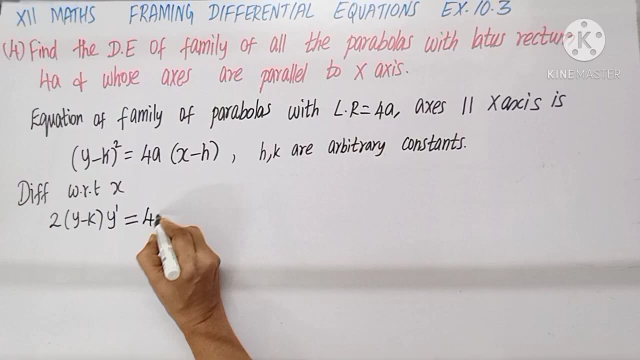 XII MATHS FRAMING DIFFERENTIAL EQUATIONS EX.10.3
(4) Find the D.E of family of all the parabolas with latus rectum
4a & whose axes are parallel to X axis.
Equation of family of parabolas with L.R=4a, axes || X axis is
(y-k)² = 4a (x-h), h,k are arbitrary constants.
Diff w.r.t x
2(y-k)y' = 4
KINEMASTER